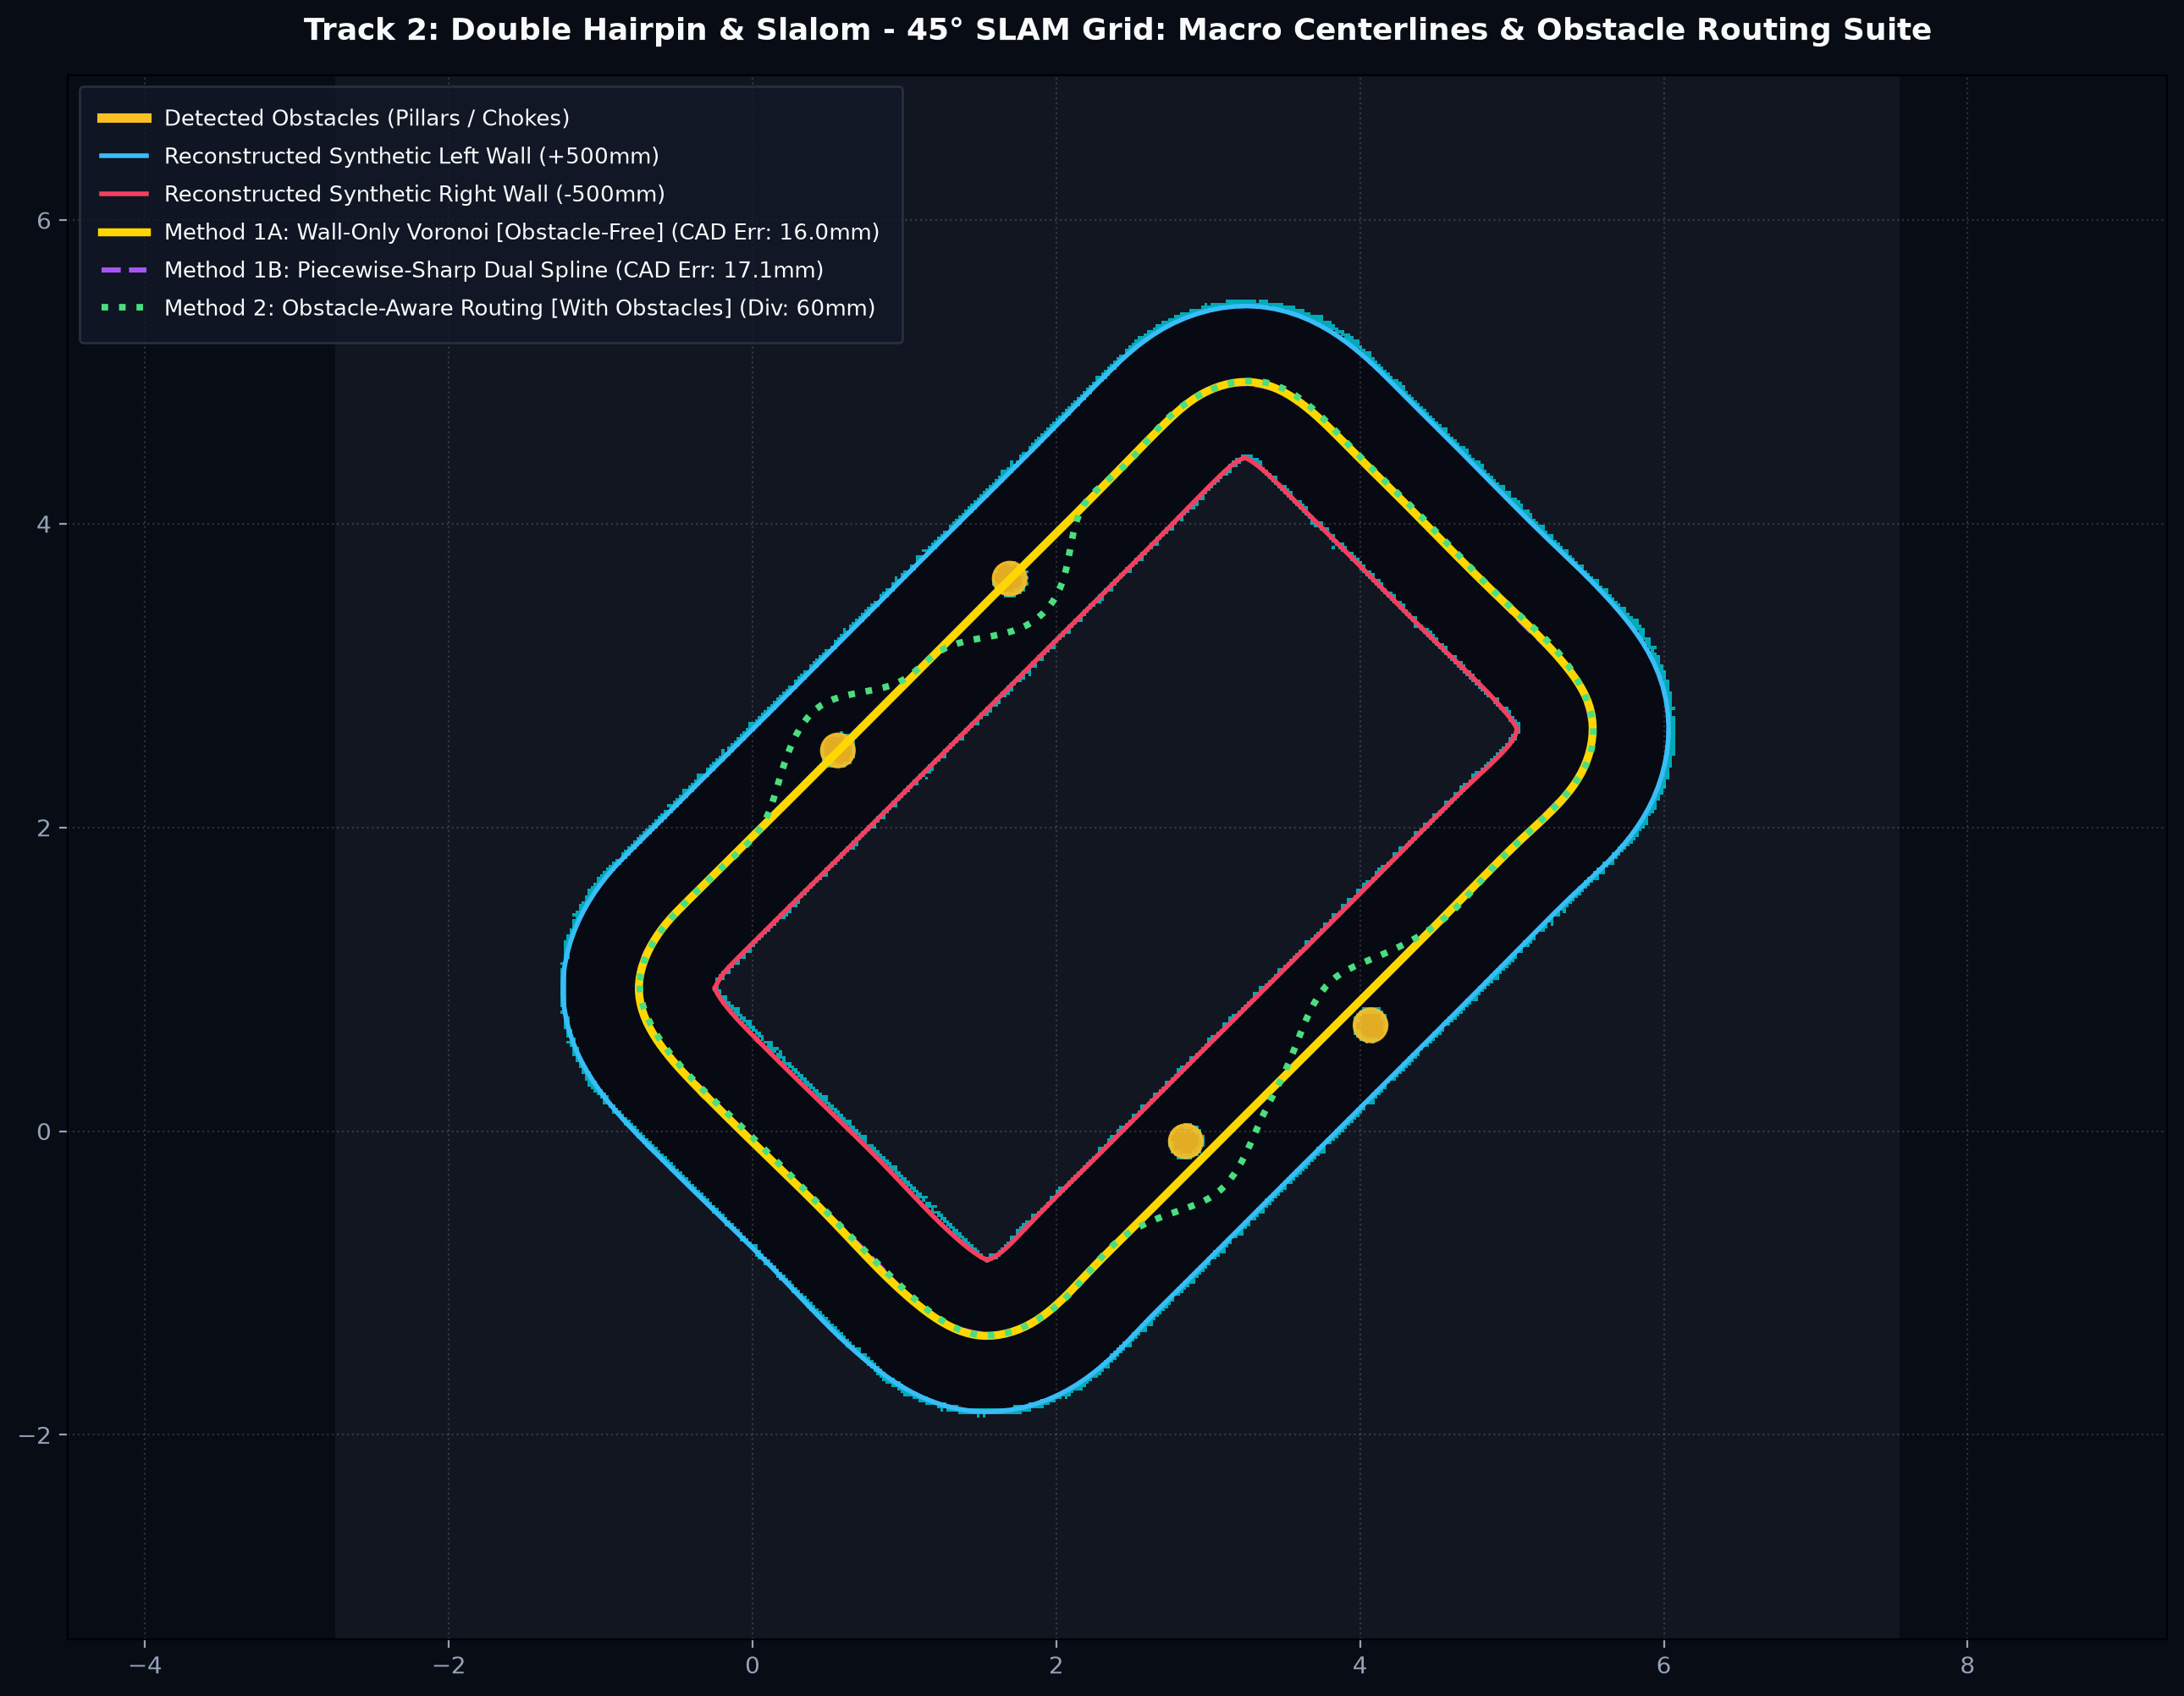 Track 2: Double Hairpin & Slalom - 45° SLAM Grid: Macro Centerlines & Obstacle Routing Suite
Detected Obstacles (Pillars / Chokes)
Reconstructed Synthetic Left Wall (+500mm)
Reconstructed Synthetic Right Wall (-500mm)
Method 1A: Wall-Only Voronoi [Obstacle-Free] (CAD Err: 16.0mm)
Method 1B: Piecewise-Sharp Dual Spline (CAD Err: 17.1mm)
Method 2: Obstacle-Aware Routing [With Obstacles] (Div: 60mm)
6
4
2
0
−2
−4
−2
0
2
4
6
8